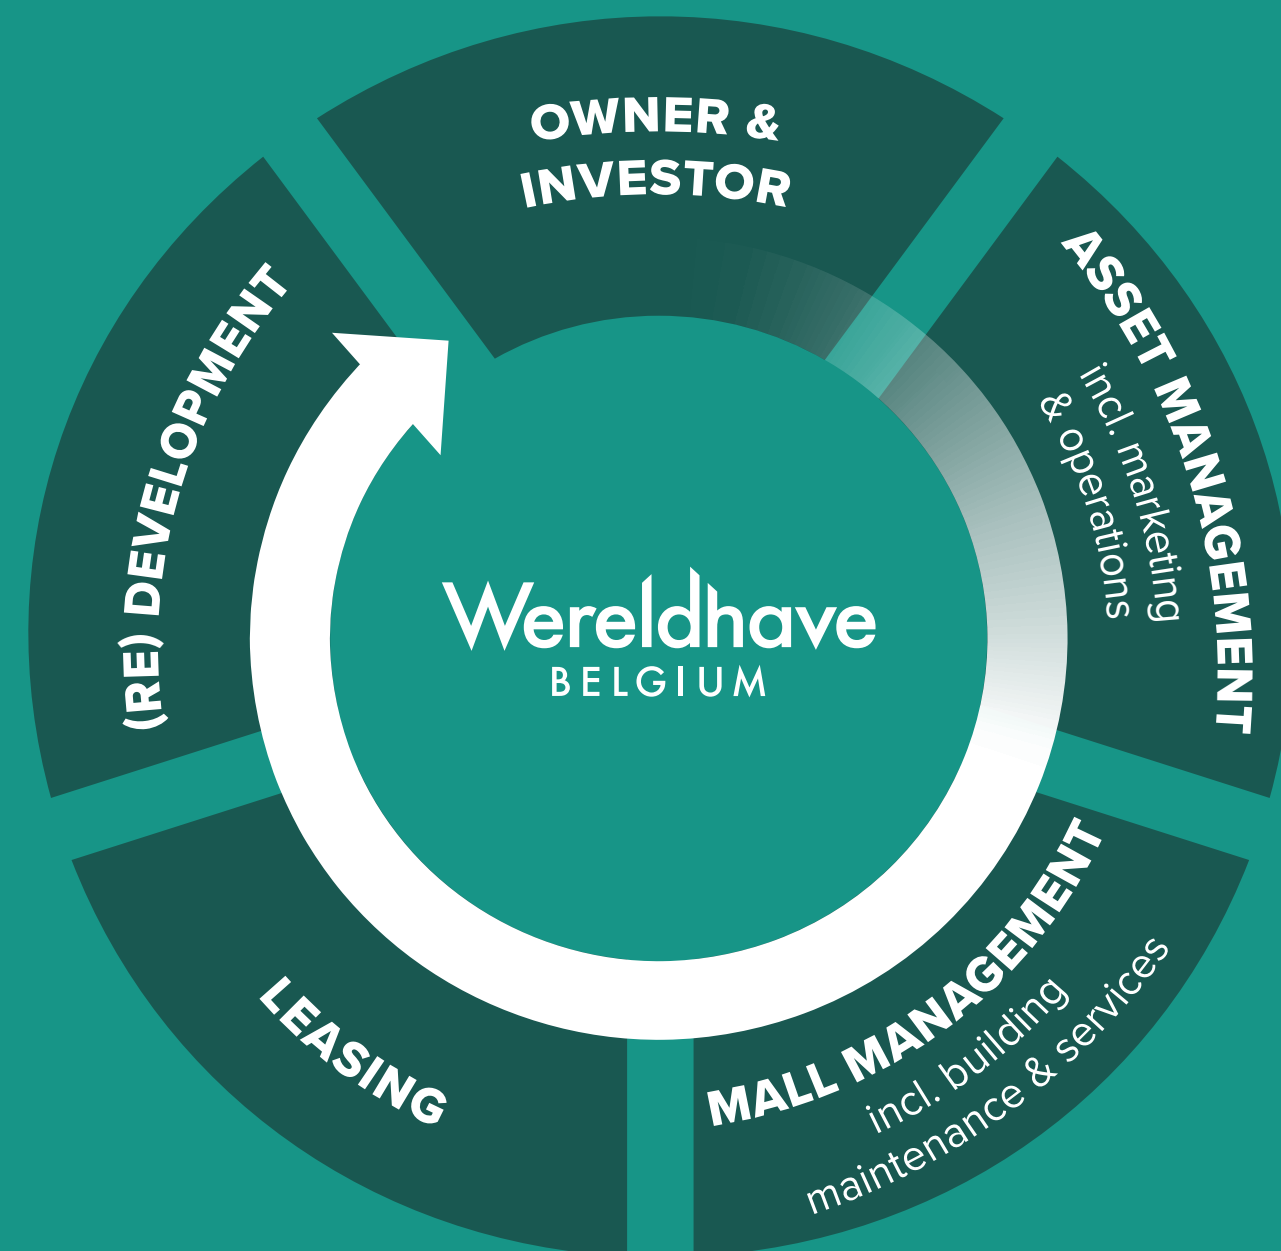 OWNER &
INVESTOR
ASSET MANAGEMENT
incl. marketing
& operations
MALL MANAGEMENT
incl. building
maintenance & services
LEASING
(RE) DEVELOPMENT
Wereldhave
BELGIUM